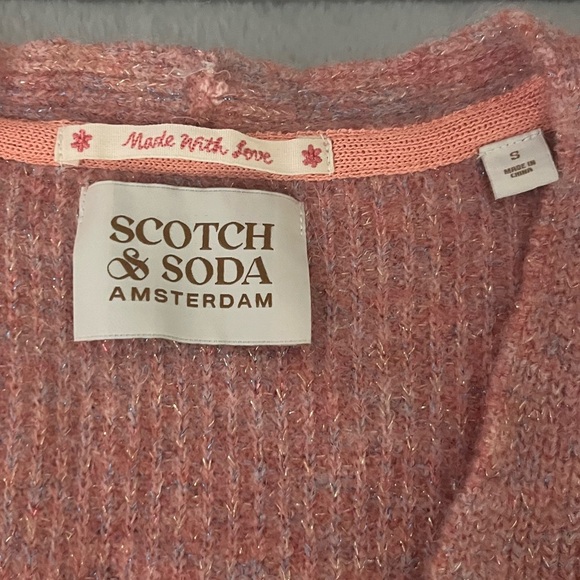 Made With Love
S
MADE IN
CHINA
SCOTCH
& SODA
AMSTERDAM